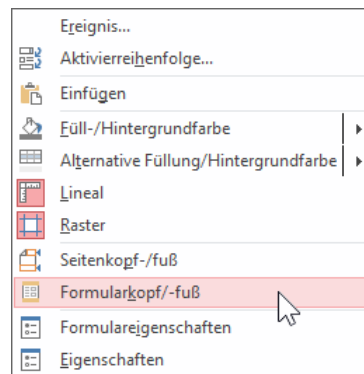 Ereignis...
Aktivierreihenfolge...
Einfügen
Füll-/Hintergrundfarbe
Alternative Füllung/Hintergrundfarbe
Lineal
Raster
Seitenkopf-/fuß
Formularkopf/-fuß
Formulareigenschaften
Eigenschaften